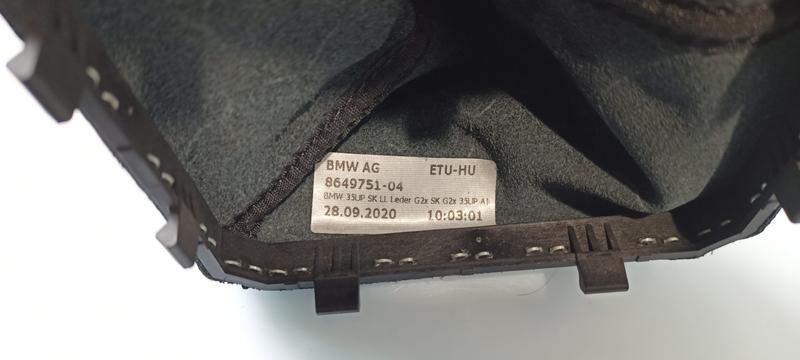 BMW AG ETU-HU
8649751-04
BMW 35UP SK LL Leder G2x SK G2x 35UP AI
28.09.2020 10:03:01